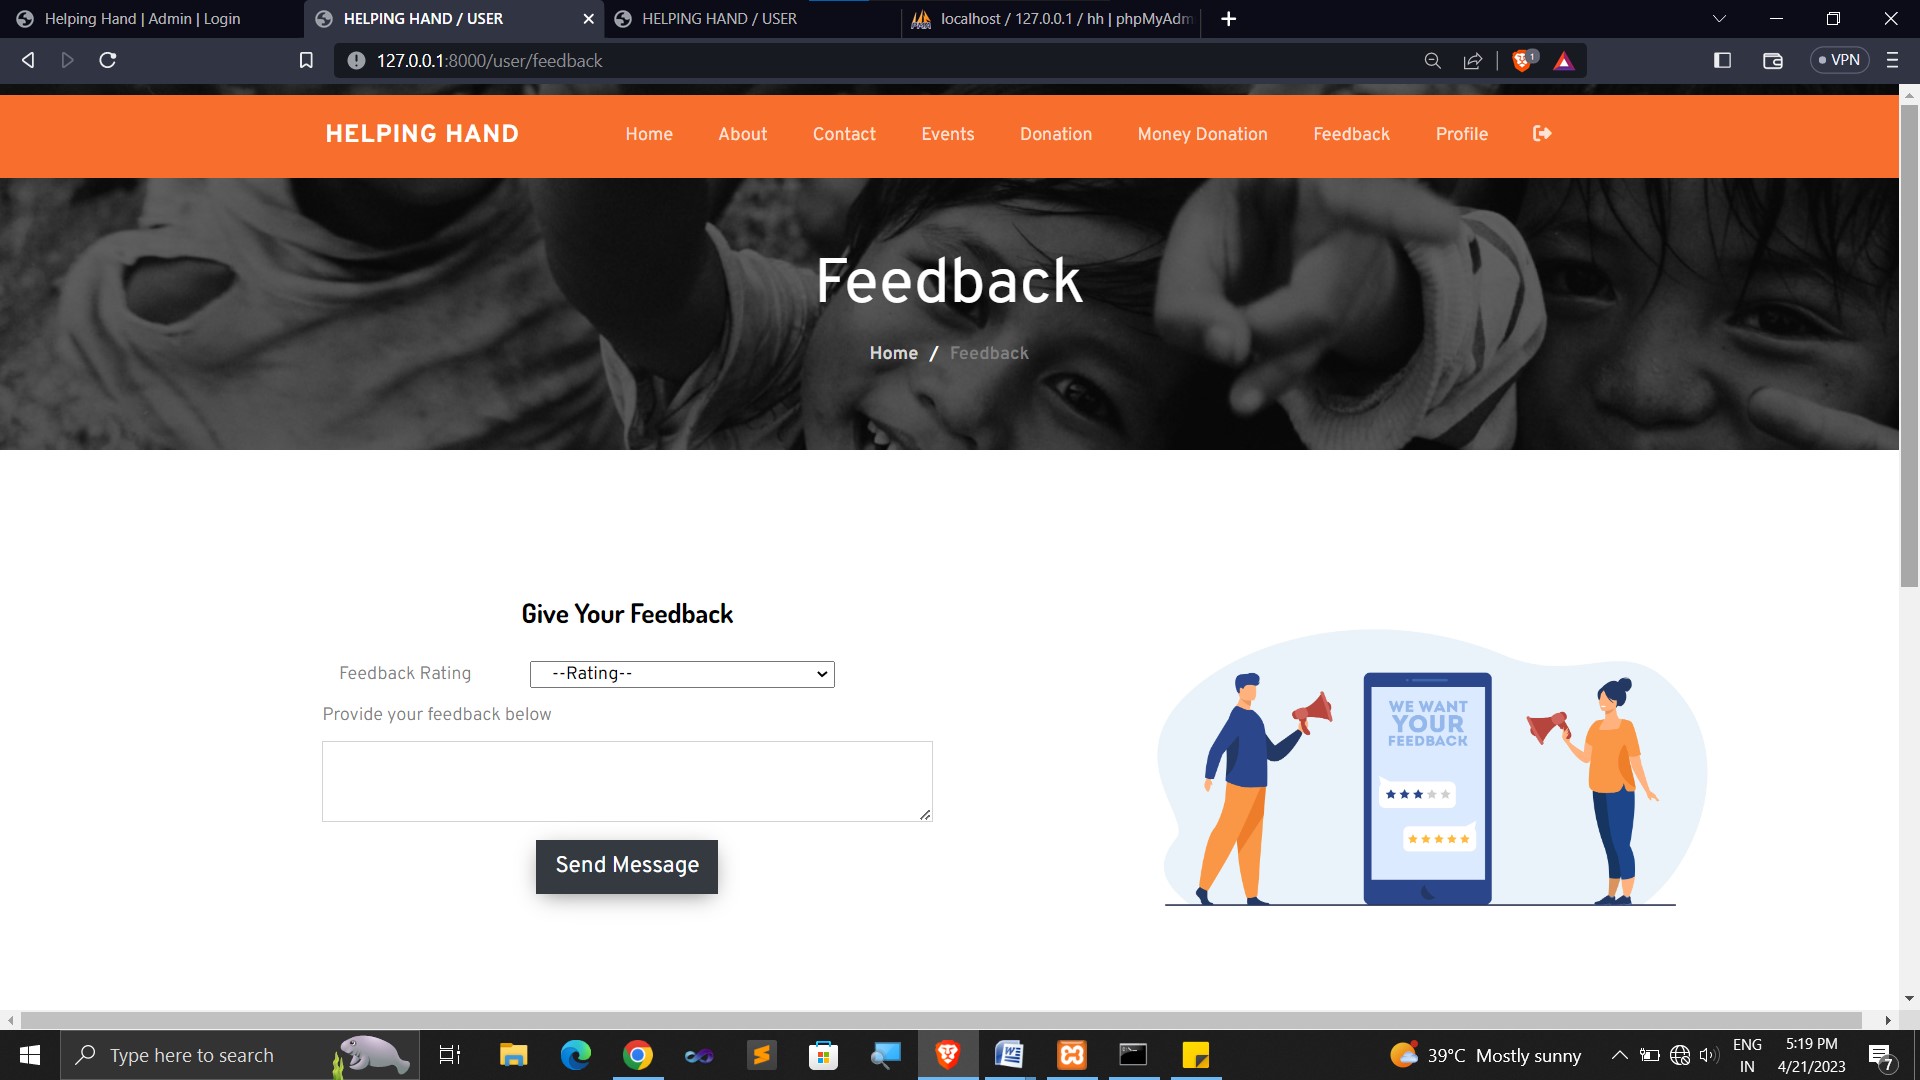 Helping Hand | Admin | Login
HELPING HAND / USER
HELPING HAND / USER
localhost / 127.0.0.1 / hh | phpMyAdm
127.0.0.1:8000/user/feedback
1
VPN
HELPING HAND
Home
About
Contact
Events
Donation
Money Donation
Feedback
Profile
Feedback
Home / Feedback
Give Your Feedback
Feedback Rating
--Rating--
Provide your feedback below
Send Message
WE WANT
YOUR
FEEDBACK
Type here to search
39°C Mostly sunny
ENG
IN
5:19 PM
4/21/2023
7